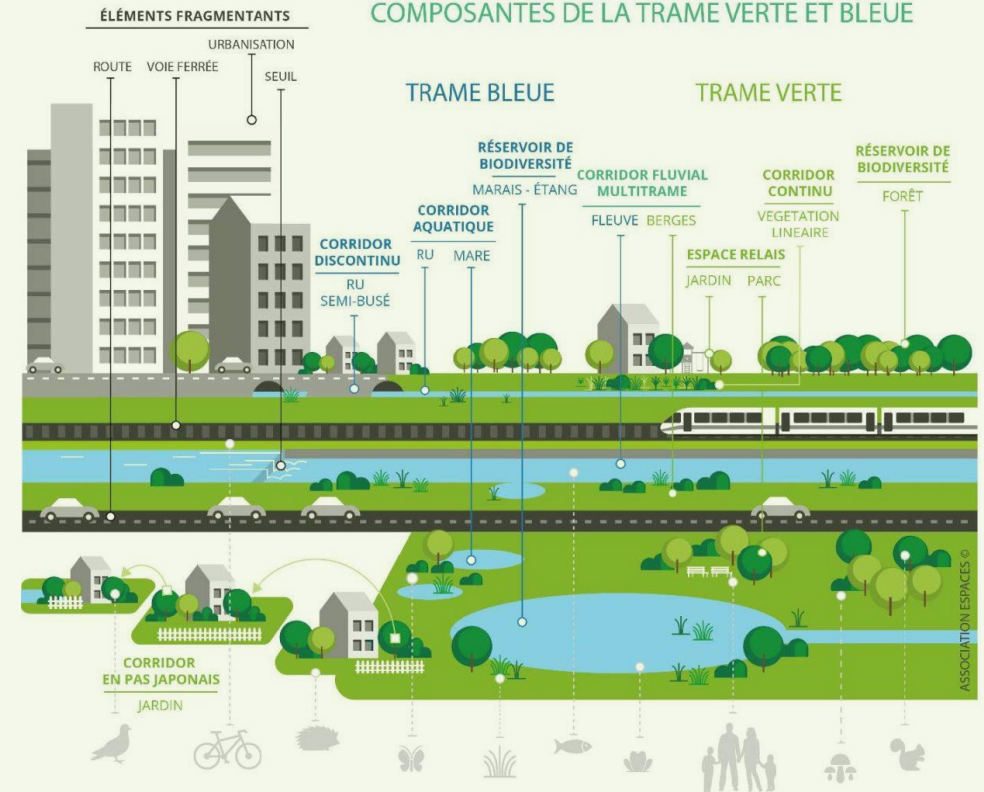 COMPOSANTES DE LA TRAME VERTE ET BLEUE
ÉLÉMENTS FRAGMENTANTS
URBANISATION
ROUTE
VOIE FERRÉE
SEUIL
TRAME BLEUE
TRAME VERTE
CORRIDOR
DISCONTINU
RU
SEMI-BUSÉ
CORRIDOR
AQUATIQUE
RU
MARE
RÉSERVOIR DE
BIODIVERSITÉ
MARAIS - ÉTANG
CORRIDOR FLUVIAL
MULTITRAME
FLEUVE
BERGES
ESPACE RELAIS
JARDIN
PARC
CORRIDOR
CONTINU
VEGETATION
LINEAIRE
RÉSERVOIR DE
BIODIVERSITÉ
FORÊT
CORRIDOR
EN PAS JAPONAIS
JARDIN
ASSOCIATION ESPACES ©